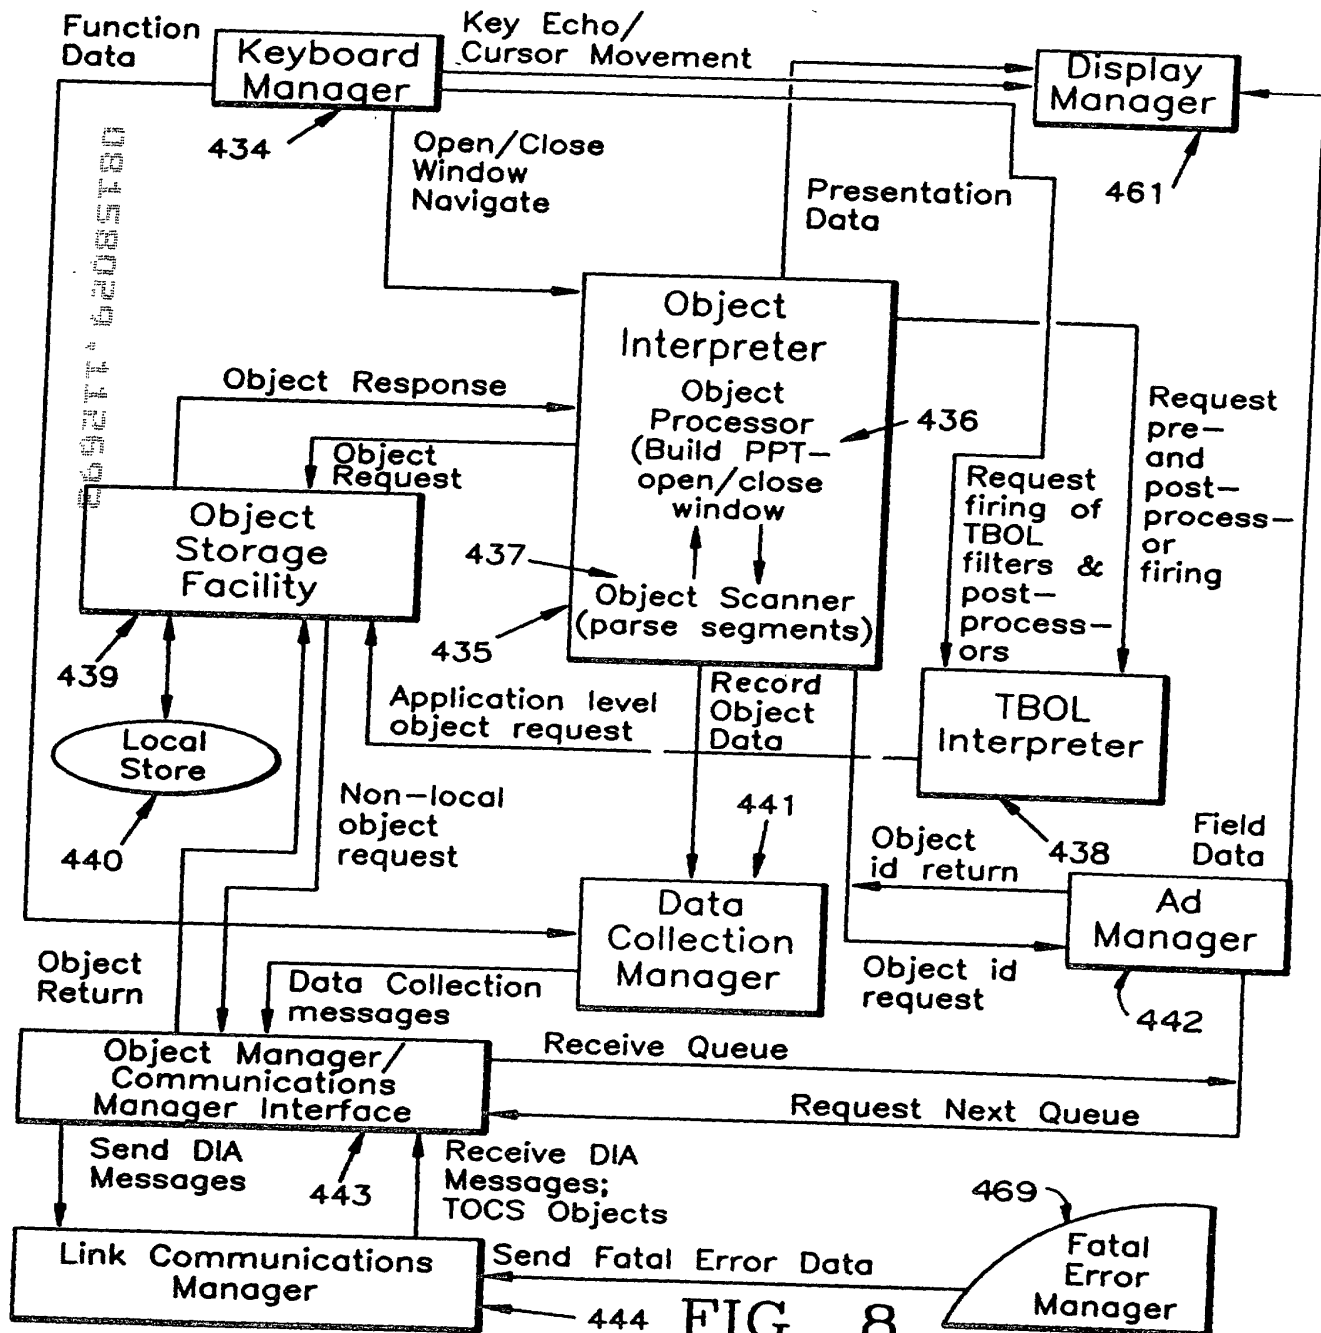 Function
Data
Keyboard
Manager
Key Echo/
Cursor Movement
Display
Manager
434
461
Open/Close
Window
Navigate
Presentation
Data
Object
Interpreter
Object
Processor
(Build PPT—
open/close
window
436
437
Object Scanner
(parse segments)
435
Object Response
Object
Request
Object
Storage
Facility
439
Local
Store
440
Request
firing of
TBOL
filters &
post—
process—
ors
Request
pre—
and
post—
process—
or
firing
Application level
object request
Record
Object
Data
TBOL
Interpreter
438
Non—local
object
request
441
Object
id return
Field
Data
Data
Collection
Manager
Ad
Manager
442
Object id
request
Object
Return
Data Collection
messages
Object Manager/
Communications
Manager Interface
Receive Queue
Request Next Queue
Send DIA
Messages
443
Receive DIA
Messages;
TOCS Objects
469
Link Communications
Manager
Send Fatal Error Data
Fatal
Error
Manager
444
FIG. 8